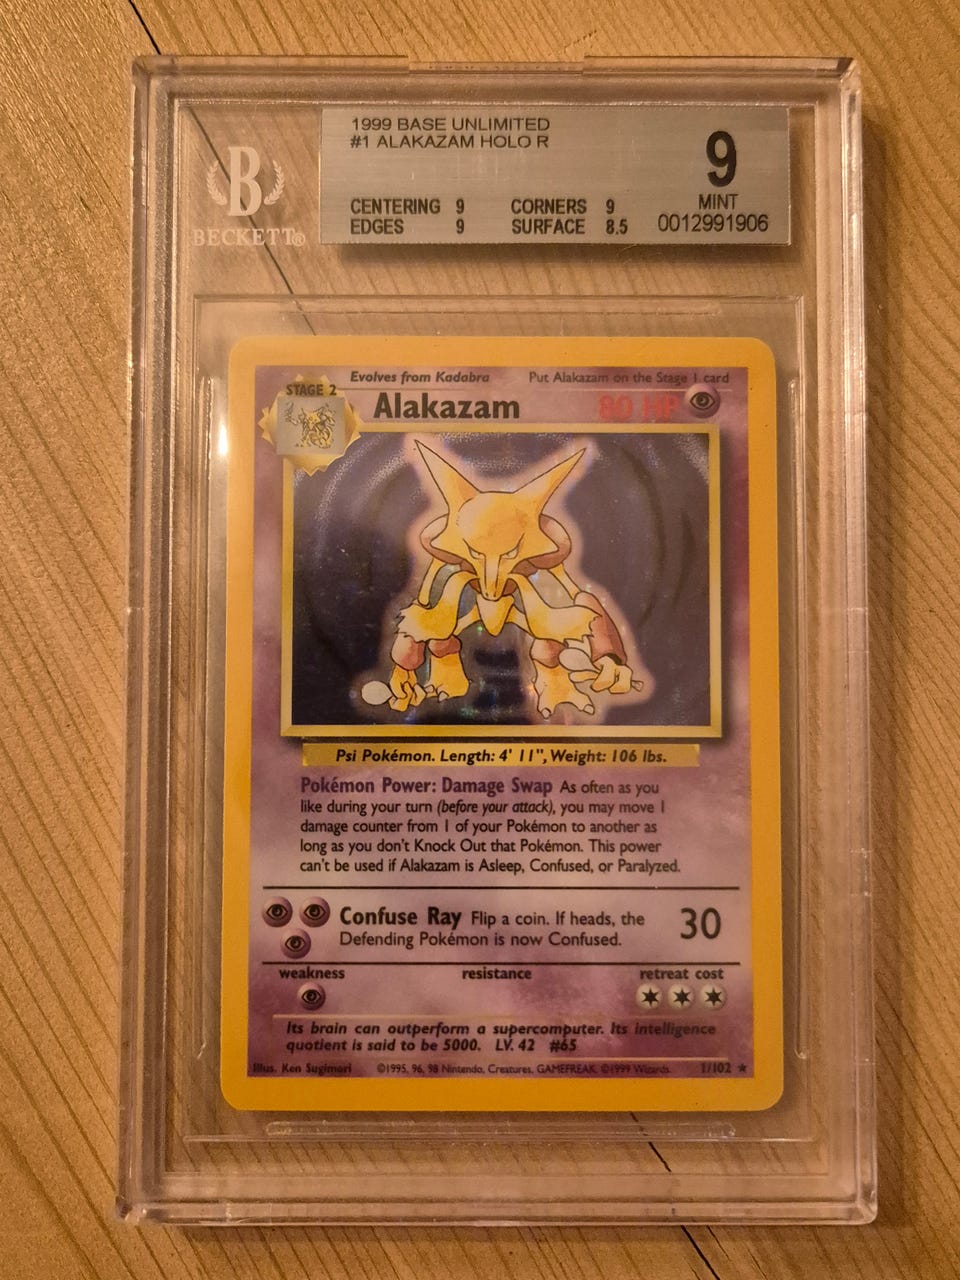 1999 BASE UNLIMITED
#1 ALAKAZAM HOLO R
9
MINT
CENTERING 9 CORNERS 9
EDGES 9 SURFACE 8.5
0012991906
B
BECKETT®
STAGE 2
Evolves from Kadabra Put Alakazam on the Stage 1 card
Alakazam 80 HP
Psi Pokémon. Length: 4' 11", Weight: 106 lbs.
Pokémon Power: Damage Swap As often as you
like during your turn (before your attack), you may move 1
damage counter from 1 of your Pokémon to another as
long as you don't Knock Out that Pokémon. This power
can't be used if Alakazam is Asleep, Confused, or Paralyzed.
Confuse Ray Flip a coin. If heads, the
Defending Pokémon is now Confused.
30
weakness resistance retreat cost
Its brain can outperform a supercomputer. Its intelligence
quotient is said to be 5000. LV. 42 #65
Illus. Ken Sugimori ©1995, 96, 98 Nintendo, Creatures, GAMEFREAK. ©1999 Wizards. 1/102 ★